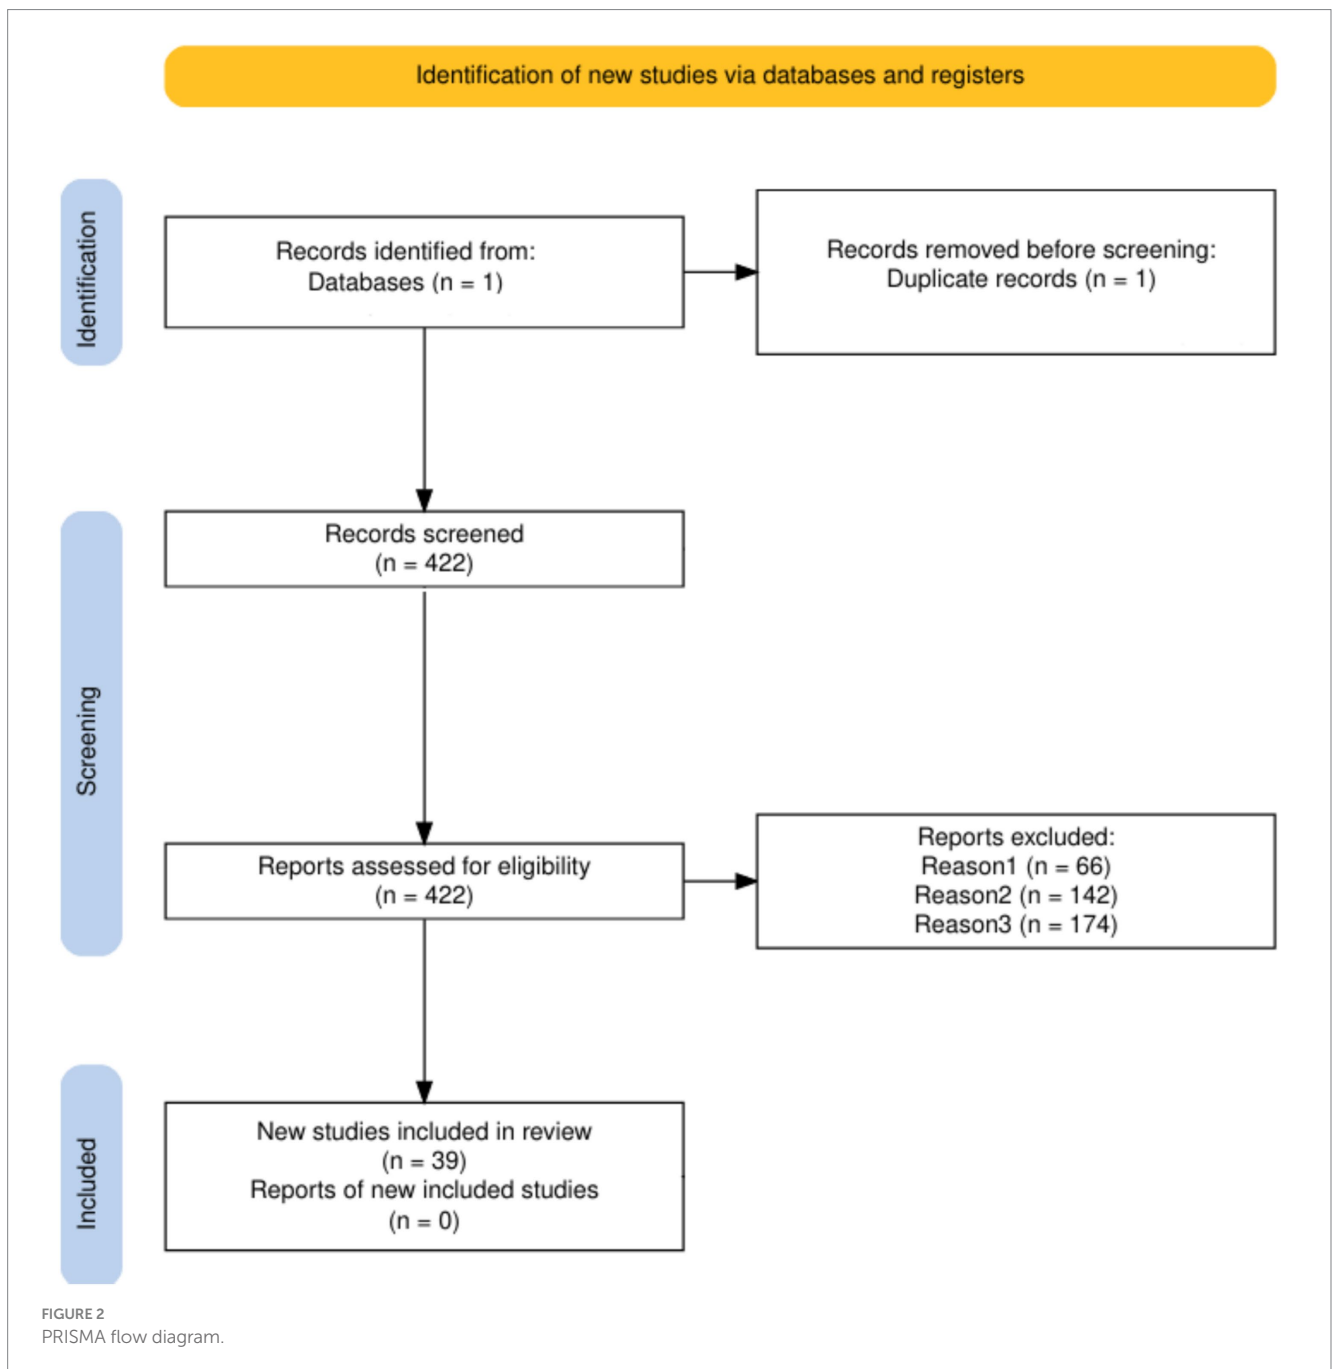 Identification of new studies via databases and registers
Identification
Records identified from:
Databases (n = 1)
Records removed before screening:
Duplicate records (n = 1)
Screening
Records screened
(n = 422)
Reports assessed for eligibility
(n = 422)
Reports excluded:
Reason1 (n = 66)
Reason2 (n = 142)
Reason3 (n = 174)
Included
New studies included in review
(n = 39)
Reports of new included studies
(n = 0)
FIGURE 2
PRISMA flow diagram.